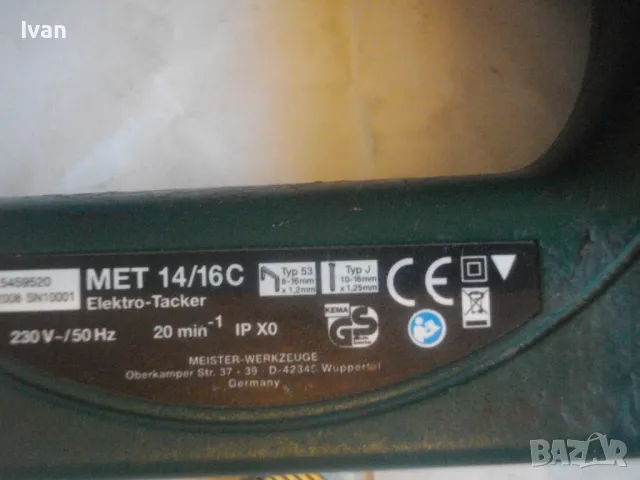 Ivan
5459520
2008 SN10001
MET 14/16C
Elektro-Tacker
Typ 53
6-16mm
x 1,2mm
Typ J
10-16mm
x 1,25mm
CE
230 V~/50 Hz
20 min-1 IP X0
KEMA
GS
MEISTER-WERKZEUGE
Oberkamper Str. 37 - 39 - D-42349 Wuppertal
Germany
BAZAR